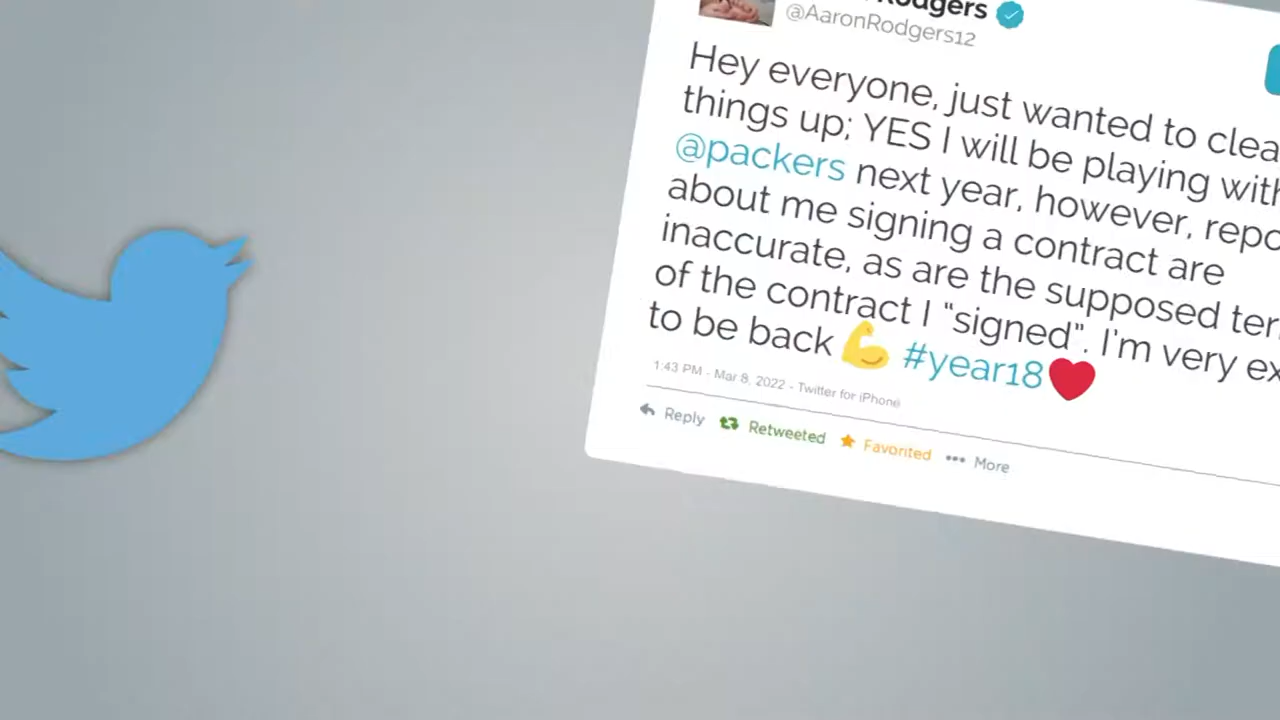 Rodgers
@AaronRodgers12
Hey everyone, just wanted to clea
things up; YES I will be playing with
@packers next year, however, repo
about me signing a contract are
inaccurate, as are the supposed ter
of the contract I "signed". I'm very ex
to be back 💪 #year18❤️
1:43 PM - Mar 8, 2022 - Twitter for iPhone
Reply Retweeted Favorited More